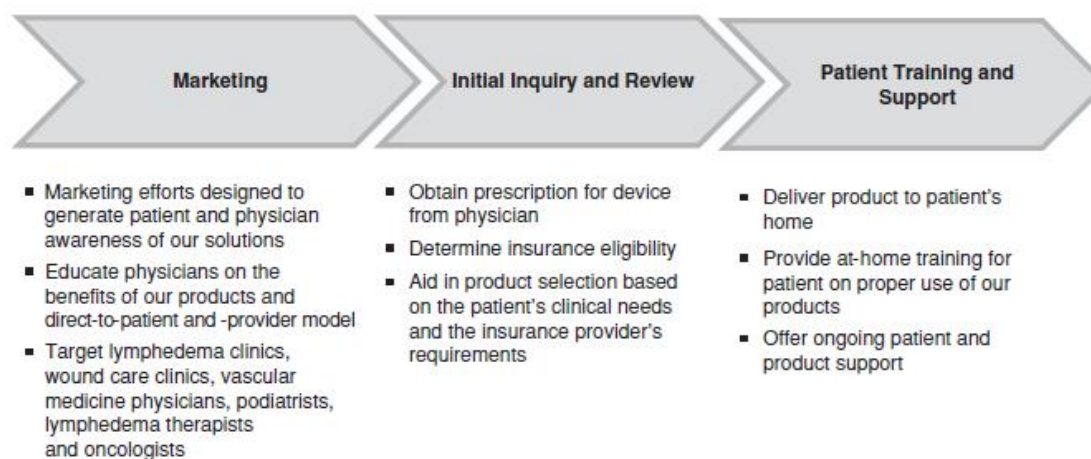 Marketing
▪ Marketing efforts designed to
generate patient and physician
awareness of our solutions
▪ Educate physicians on the
benefits of our products and
direct-to-patient and -provider model
▪ Target lymphedema clinics,
wound care clinics, vascular
medicine physicians, podiatrists,
lymphedema therapists
and oncologists
Initial Inquiry and Review
▪ Obtain prescription for device
from physician
▪ Determine insurance eligibility
▪ Aid in product selection based
on the patient's clinical needs
and the insurance provider's
requirements
Patient Training and
Support
▪ Deliver product to patient's
home
▪ Provide at-home training for
patient on proper use of our
products
▪ Offer ongoing patient and
product support